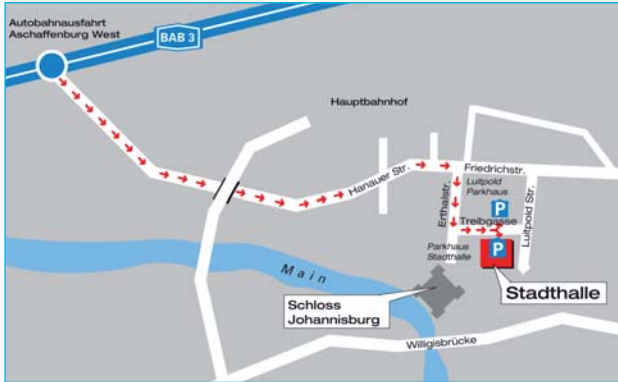 Autobahnausfahrt
Aschaffenburg West
BAB 3
Hauptbahnhof
Hanauer Str.
Friedrichstr.
Luitpold
Parkhaus
P
Erthalstr.
Treibgasse
Luitpold Str.
Parkhaus
Stadthalle
P
Main
Stadthalle
Schloss
Johannisburg
Willigisbrücke